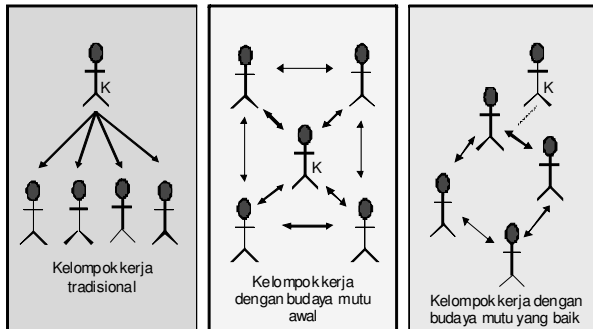 K
Kelompok kerja
tradisional
K
Kelompok kerja
dengan budaya mutu
awal
K
Kelompok kerja dengan
budaya mutu yang baik